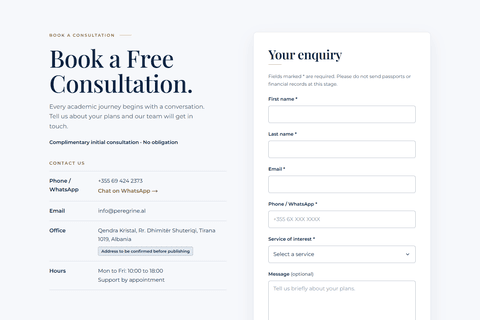 BOOK A CONSULTATION
Book a Free
Consultation.
Every academic journey begins with a conversation.
Tell us about your plans and our team will get in
touch.
Complimentary initial consultation · No obligation
CONTACT US
Phone /
WhatsApp
+355 69 424 2373
Chat on WhatsApp →
Email
info@peregrine.al
Office
Qendra Kristal, Rr. Dhimitër Shuteriqi, Tirana
1019, Albania
Address to be confirmed before publishing
Hours
Mon to Fri: 10:00 to 18:00
Support by appointment
Your enquiry
Fields marked * are required. Please do not send passports or
financial records at this stage.
First name *
Last name *
Email *
Phone / WhatsApp *
+355 6X XXX XXXX
Service of interest *
Select a service
Message (optional)
Tell us briefly about your plans.